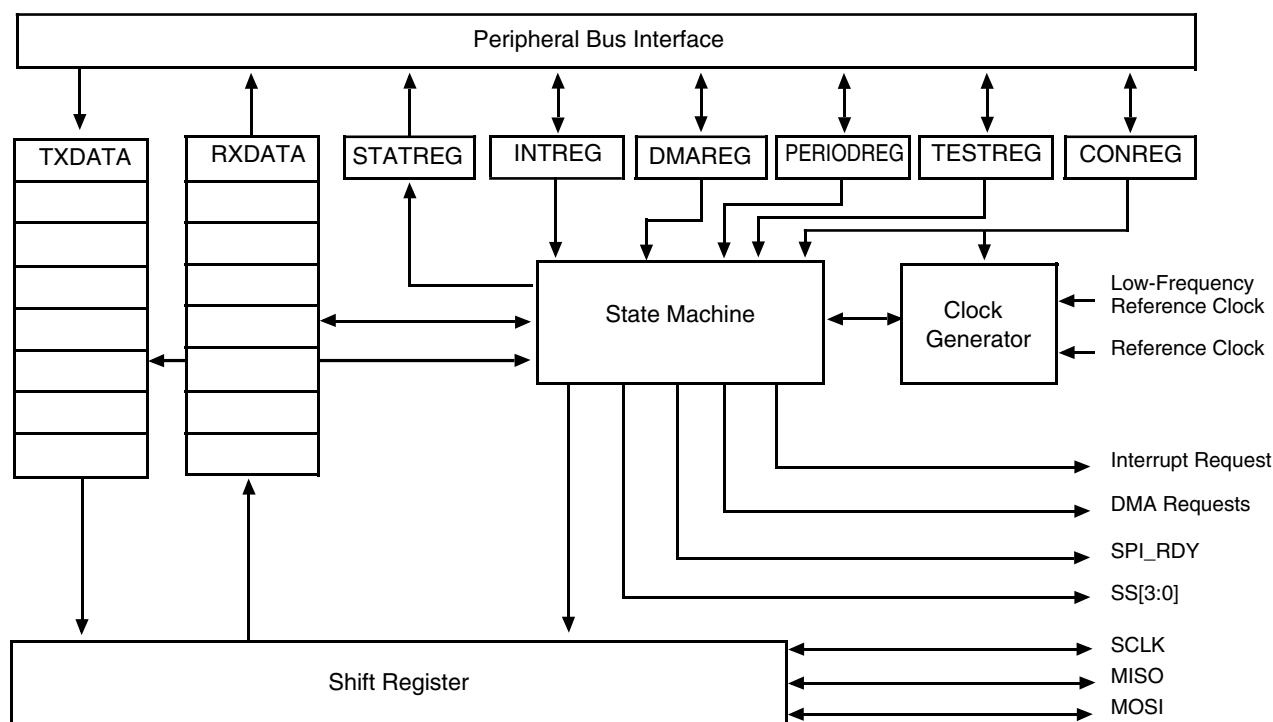 Peripheral Bus Interface
TXDATA
RXDATA
STATREG
INTREG
DMAREG
PERIODREG
TESTREG
CONREG
State Machine
Clock
Generator
Low-Frequency
Reference Clock
Reference Clock
Interrupt Request
DMA Requests
SPI_RDY
SS[3:0]
Shift Register
SCLK
MISO
MOSI